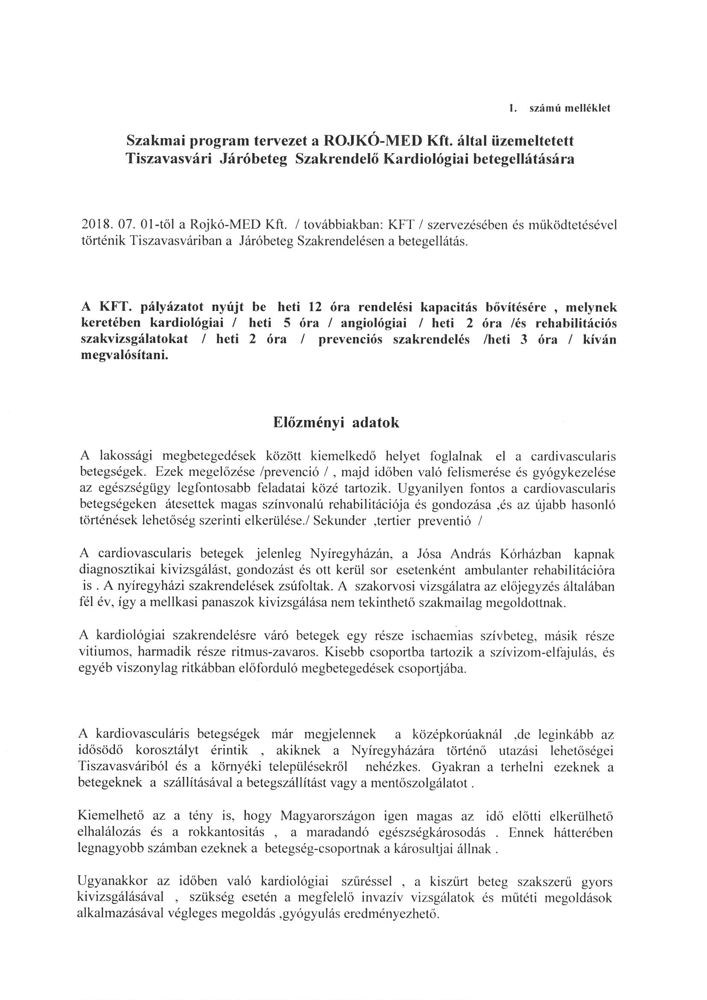 1. számú melléklet
Szakmai program tervezet a ROJKÓ-MED Kft. által üzemeltetett
Tiszavasvári Járóbeteg Szakrendelő Kardiológiai betegellátására
2018. 07. 01-től a Rojkó-MED Kft. / továbbiakban: KFT / szervezésében és működtetésével
történik Tiszavasváriban a Járóbeteg Szakrendelésen a betegellátás.
A KFT. pályázatot nyújt be heti 12 óra rendelési kapacitás bővítésére , melynek
keretében kardiológiai / heti 5 óra / angiológiai / heti 2 óra /és rehabilitációs
szakvizsgálatokat / heti 2 óra / prevenciós szakrendelés /heti 3 óra / kíván
megvalósítani.
Előzményi adatok
A lakossági megbetegedések között kiemelkedő helyet foglalnak el a cardivascularis
betegségek. Ezek megelőzése /prevenció / , majd időben való felismerése és gyógykezelése
az egészségügy legfontosabb feladatai közé tartozik. Ugyanilyen fontos a cardiovascularis
betegségeken átesettek magas színvonalú rehabilitációja és gondozása ,és az újabb hasonló
történések lehetőség szerinti elkerülése./ Sekunder ,tertier preventió /
A cardiovascularis betegek jelenleg Nyíregyházán, a Jósa András Kórházban kapnak
diagnosztikai kivizsgálást, gondozást és ott kerül sor esetenként ambulanter rehabilitációra
is . A nyíregyházi szakrendelések zsúfoltak. A szakorvosi vizsgálatra az előjegyzés általában
fél év, így a mellkasi panaszok kivizsgálása nem tekinthető szakmailag megoldottnak.
A kardiológiai szakrendelésre váró betegek egy része ischaemias szívbeteg, másik része
vitiumos, harmadik része ritmus-zavaros. Kisebb csoportba tartozik a szívizom-elfajulás, és
egyéb viszonylag ritkábban előforduló megbetegedések csoportjába.
A kardiovasculáris betegségek már megjelennek a középkorúaknál ,de leginkább az
idősödő korosztályt érintik , akiknek a Nyíregyházára történő utazási lehetőségei
Tiszavasváriból és a környéki településekről nehézkes. Gyakran a terhelni ezeknek a
betegeknek a szállításával a betegszállítást vagy a mentőszolgálatot .
Kiemelhető az a tény is, hogy Magyarországon igen magas az idő előtti elkerülhető
elhalálozás és a rokkantositás , a maradandó egészségkárosodás . Ennek hátterében
legnagyobb számban ezeknek a betegség-csoportnak a károsultjai állnak .
Ugyanakkor az időben való kardiológiai szűréssel , a kiszűrt beteg szakszerű gyors
kivizsgálásával , szükség esetén a megfelelő invazív vizsgálatok és műtéti megoldások
alkalmazásával végleges megoldás ,gyógyulás eredményezhető.